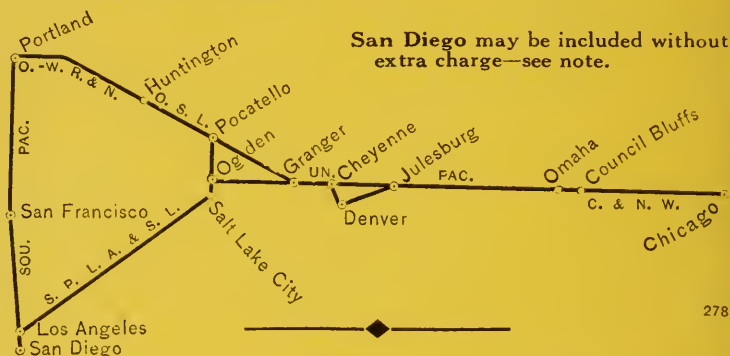 Portland
San Diego may be included without
extra charge—see note.
O.-W. R. & N.
Huntington
O. S. L.
Pocatello
PAC.
Ogden
Granger
UN.
Cheyenne
Julesburg
FAC.
Omaha
Council Bluffs
C. & N. W.
Chicago
Denver
San Francisco
Salt Lake City
SOU.
S. P. L. A. & S. L.
Los Angeles
San Diego
278